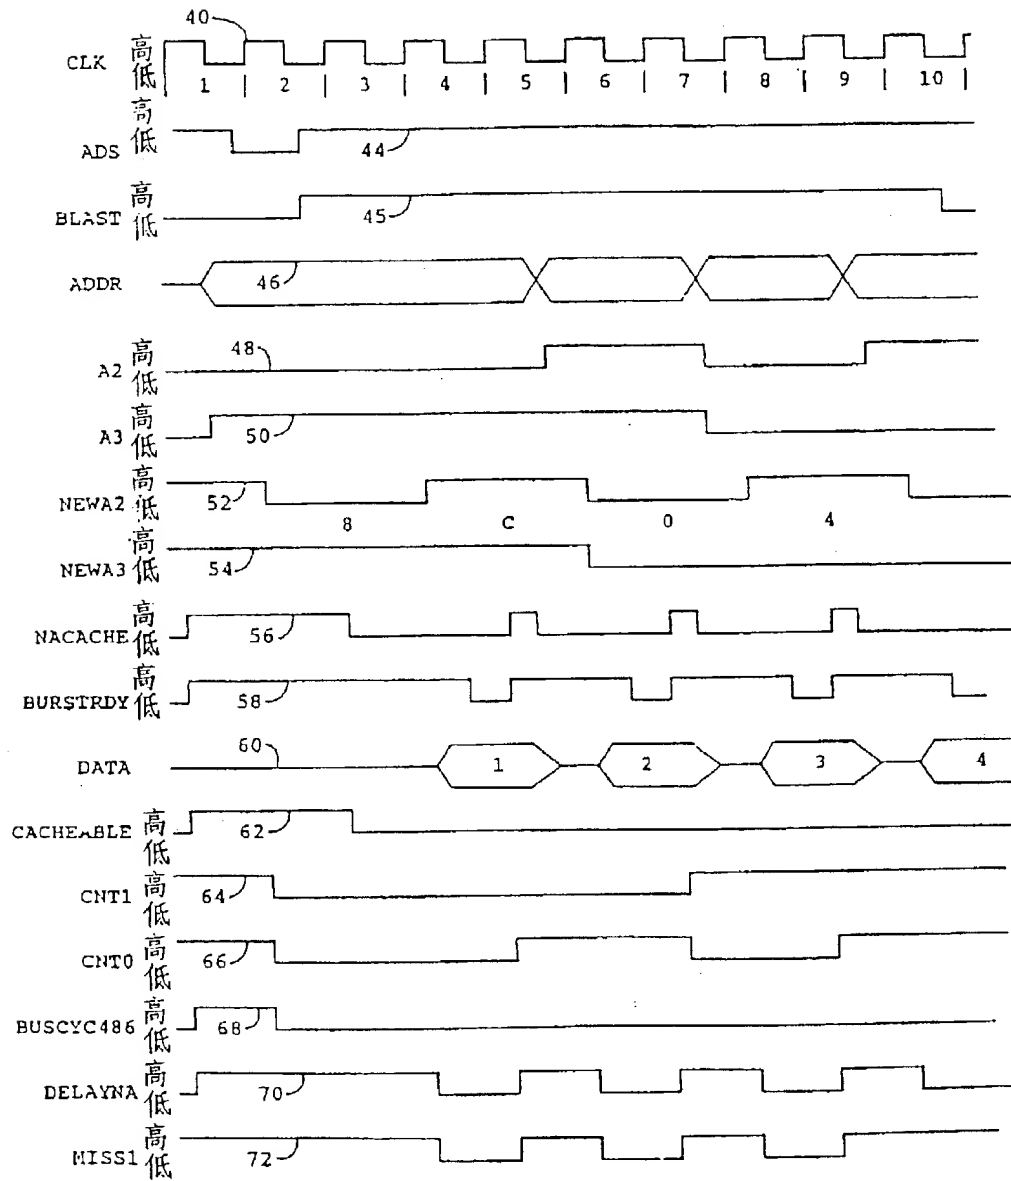 40
CLK 高 低
1 2 3 4 5 6 7 8 9 10
ADS 高 低 44
BLAST 高 低 45
ADDR 46
A2 高 低 48
A3 高 低 50
NEWA2 高 低 52
8 C 0 4
NEWA3 高 低 54
NACACHE 高 低 56
BURSTRDY 高 低 58
DATA 60 1 2 3 4
CACHEABLE 高 低 62
CNT1 高 低 64
CNT0 高 低 66
BUSCYC486 高 低 68
DELAYNA 高 低 70
MISS1 高 低 72